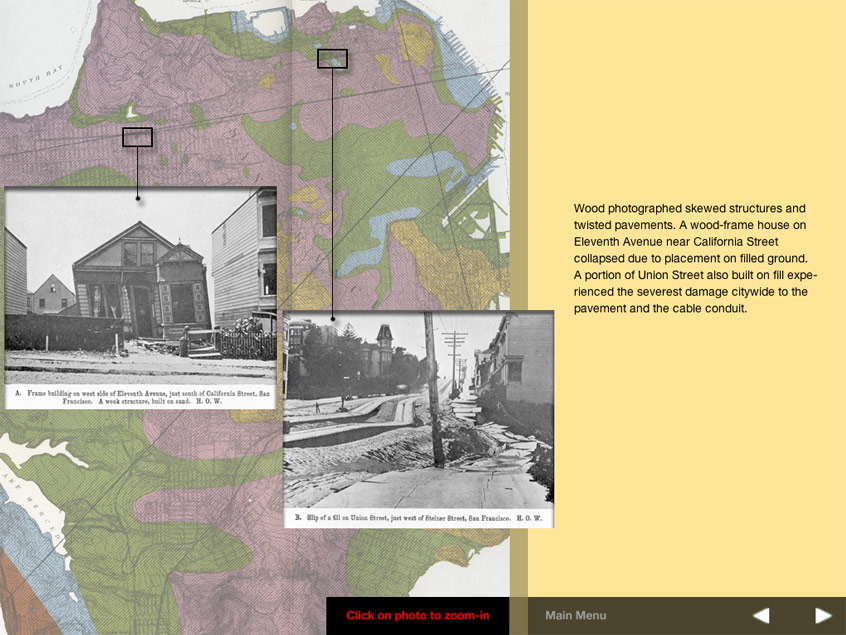 SOUTH BAY
Wood photographed skewed structures and
twisted pavements. A wood-frame house on
Eleventh Avenue near California Street
collapsed due to placement on filled ground.
A portion of Union Street also built on fill expe-
rienced the severest damage citywide to the
pavement and the cable conduit.
A. Frame building on west side of Eleventh Avenue, just south of California Street, San
Francisco. A weak structure, built on sand. H. O. W.
B. Slip of a fill on Union Street, just west of Steiner Street, San Francisco. H. O. W.
Click on photo to zoom-in
Main Menu